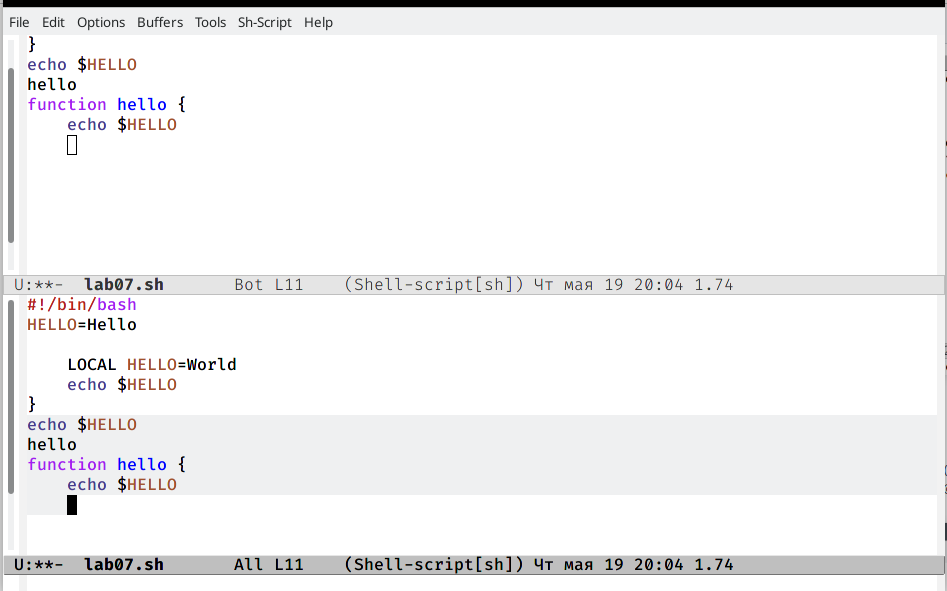 File Edit Options Buffers Tools Sh-Script Help
}
echo $HELLO
hello
function hello {
    echo $HELLO
U:**-  lab07.sh       Bot L11    (Shell-script[sh]) Чт мая 19 20:04 1.74
#!/bin/bash
HELLO=Hello
    LOCAL HELLO=World
    echo $HELLO
}
echo $HELLO
hello
function hello {
    echo $HELLO
U:**-  lab07.sh       All L11    (Shell-script[sh]) Чт мая 19 20:04 1.74